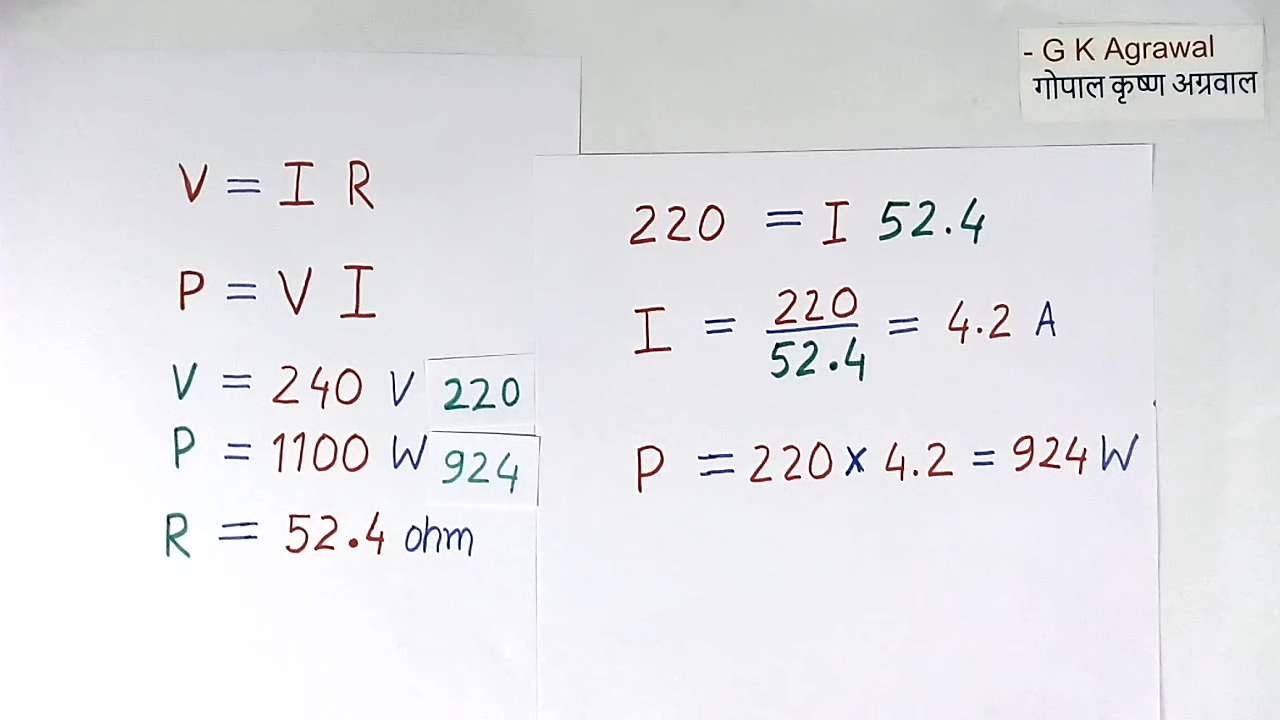 - G K Agrawal
गोपाल कृष्ण अग्रवाल
V = I R
P = V I
V = 240 V 220
P = 1100 W 924
R = 52.4 ohm
220 = I 52.4
I = 220/52.4 = 4.2 A
P = 220 × 4.2 = 924 W